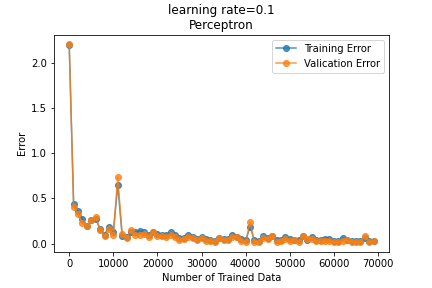 learning rate=0.1
Perceptron
Training Error
Valication Error
Error
2.0
1.5
1.0
0.5
0.0
0
10000
20000
30000
40000
50000
60000
70000
Number of Trained Data